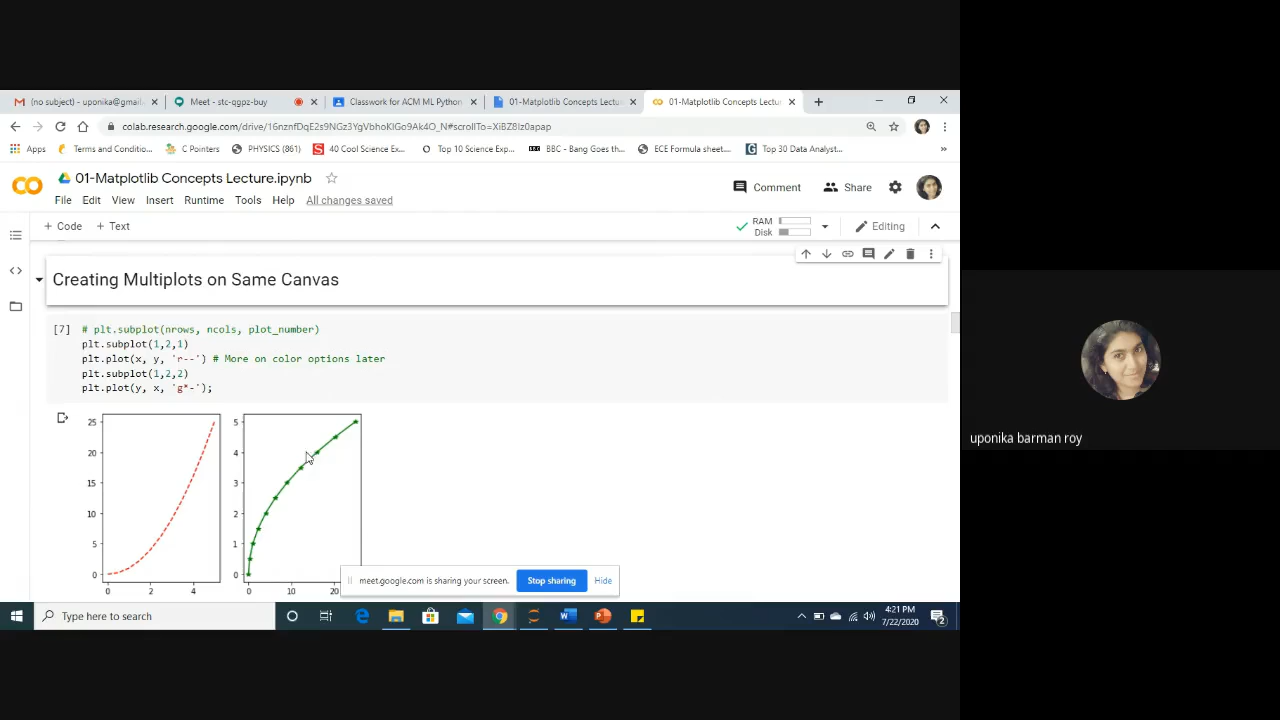 (no subject) - uponika@gmai
Meet - stc-qgpz-buy
Classwork for ACM ML Python
01-Matplotlib Concepts Lectu
01-Matplotlib Concepts Lectu
colab.research.google.com/drive/16nznfDqE2s9NGz3YgVbhoKIGo9Ak4O_N#scrollTo=XiBZ8Iz0apap
Apps
Terms and Conditio...
C Pointers
PHYSICS (861)
40 Cool Science Ex...
Top 10 Science Exp...
BBC - Bang Goes th...
ECE Formula sheet....
Top 30 Data Analyst...
»
01-Matplotlib Concepts Lecture.ipynb
Comment
Share
File Edit View Insert Runtime Tools Help All changes saved
+ Code + Text
RAM
Disk
Editing
Creating Multiplots on Same Canvas
[7] # plt.subplot(nrows, ncols, plot_number)
plt.subplot(1,2,1)
plt.plot(x, y, 'r--') # More on color options later
plt.subplot(1,2,2)
plt.plot(y, x, 'g*-');
25
20
15
10
5
0
0 2 4
5
4
3
2
1
0
0 10 20
meet.google.com is sharing your screen.
Stop sharing
Hide
Type here to search
4:21 PM
7/22/2020
2
uponika barman roy